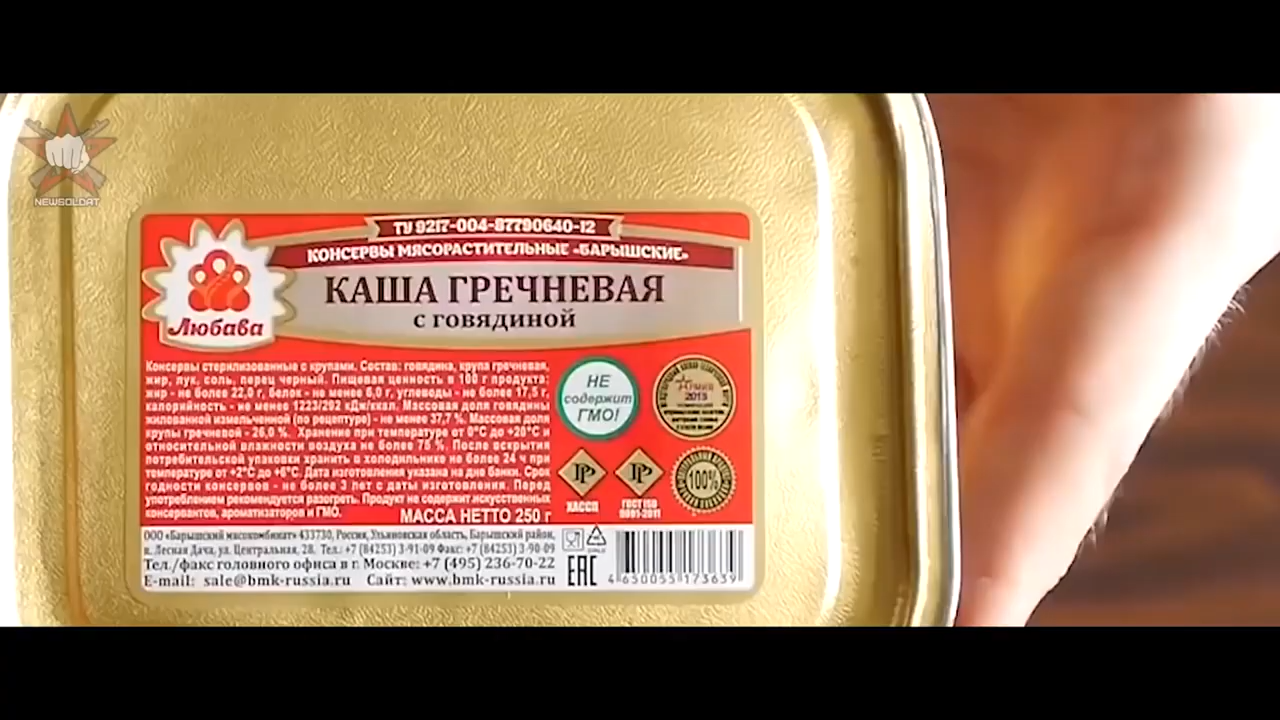 NEWSOLDAT
ТУ 9217-004-87790640-12
КОНСЕРВЫ МЯСОРАСТИТЕЛЬНЫЕ «БАРЫШСКИЕ»
КАША ГРЕЧНЕВАЯ
С ГОВЯДИНОЙ
Любава
Консервы стерилизованные с крупами. Состав: говядина, крупа гречневая,
жир, лук, соль, перец черный. Пищевая ценность в 100 г продукта:
жир - не более 22,0 г, белок - не менее 6,0 г, углеводы - не более 17,5 г,
калорийность - не менее 1223/292 кДж/ккал. Массовая доля говядины
жилованной измельченной (по рецептуре) - не менее 37,7 %. Массовая доля
крупы гречневой - 26,0 %. Хранение при температуре от 0°С до +20°С и
относительной влажности воздуха не более 75 %. После вскрытия
потребительской упаковки хранить в холодильнике не более 24 ч при
температуре от +2°С до +6°С. Дата изготовления указана на дне банки. Срок
годности консервов - не более 3 лет с даты изготовления. Перед
употреблением рекомендуется разогреть. Продукт не содержит искусственных
консервантов, ароматизаторов и ГМО.
МАССА НЕТТО 250 г
НЕ
содержит
ГМО!
АРМИЯ
2015
ХАССП
ГОСТ ISO
9001-2011
100%
ООО «Барышский мясокомбинат» 433730, Россия, Ульяновская область, Барышский район,
п. Лесная Дача, ул. Центральная, 28. Тел.: +7 (84253) 3-91-09 Факс: +7 (84253) 3-90-09
Тел./факс головного офиса в г. Москве: +7 (495) 236-70-22
E-mail: sale@bmk-russia.ru Сайт: www.bmk-russia.ru
EAC
4 650055 173639